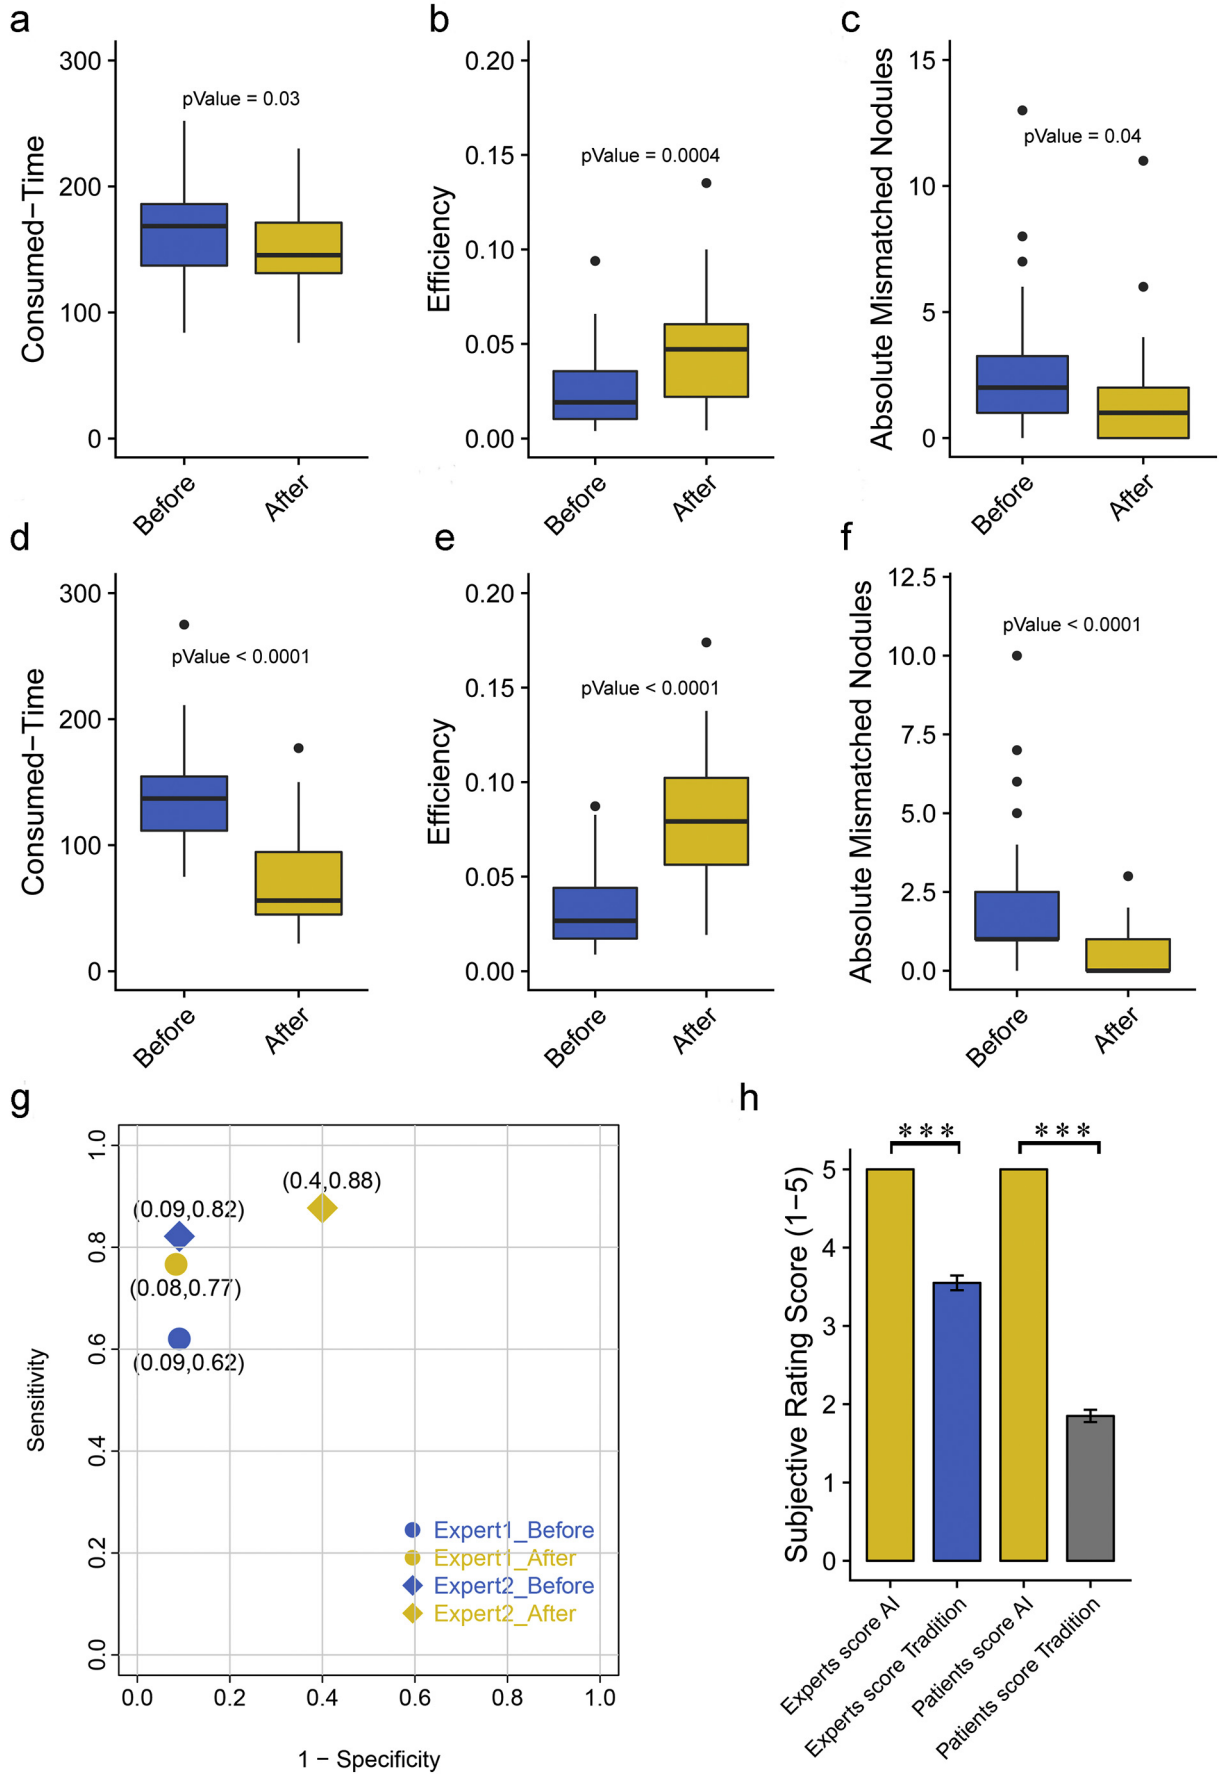 a
300
200
100
0
Consumed−Time
pValue = 0.03
Before
After
b
0.20
0.15
0.10
0.05
0.00
Efficiency
pValue = 0.0004
Before
After
c
15
10
5
0
Absolute Mismatched Nodules
pValue = 0.04
Before
After
d
300
200
100
0
Consumed−Time
pValue < 0.0001
Before
After
e
0.20
0.15
0.10
0.05
0.00
Efficiency
pValue < 0.0001
Before
After
f
12.5
10.0
7.5
5.0
2.5
0.0
Absolute Mismatched Nodules
pValue < 0.0001
Before
After
g
1.0
0.8
0.6
0.4
0.2
0.0
Sensitivity
(0.4,0.88)
(0.09,0.82)
(0.08,0.77)
(0.09,0.62)
Expert1_Before
Expert1_After
Expert2_Before
Expert2_After
0.0 0.2 0.4 0.6 0.8 1.0
1 − Specificity
h
*** ***
5
4
3
2
1
0
Subjective Rating Score (1−5)
Experts score AI
Experts score Tradition
Patients score AI
Patients score Tradition